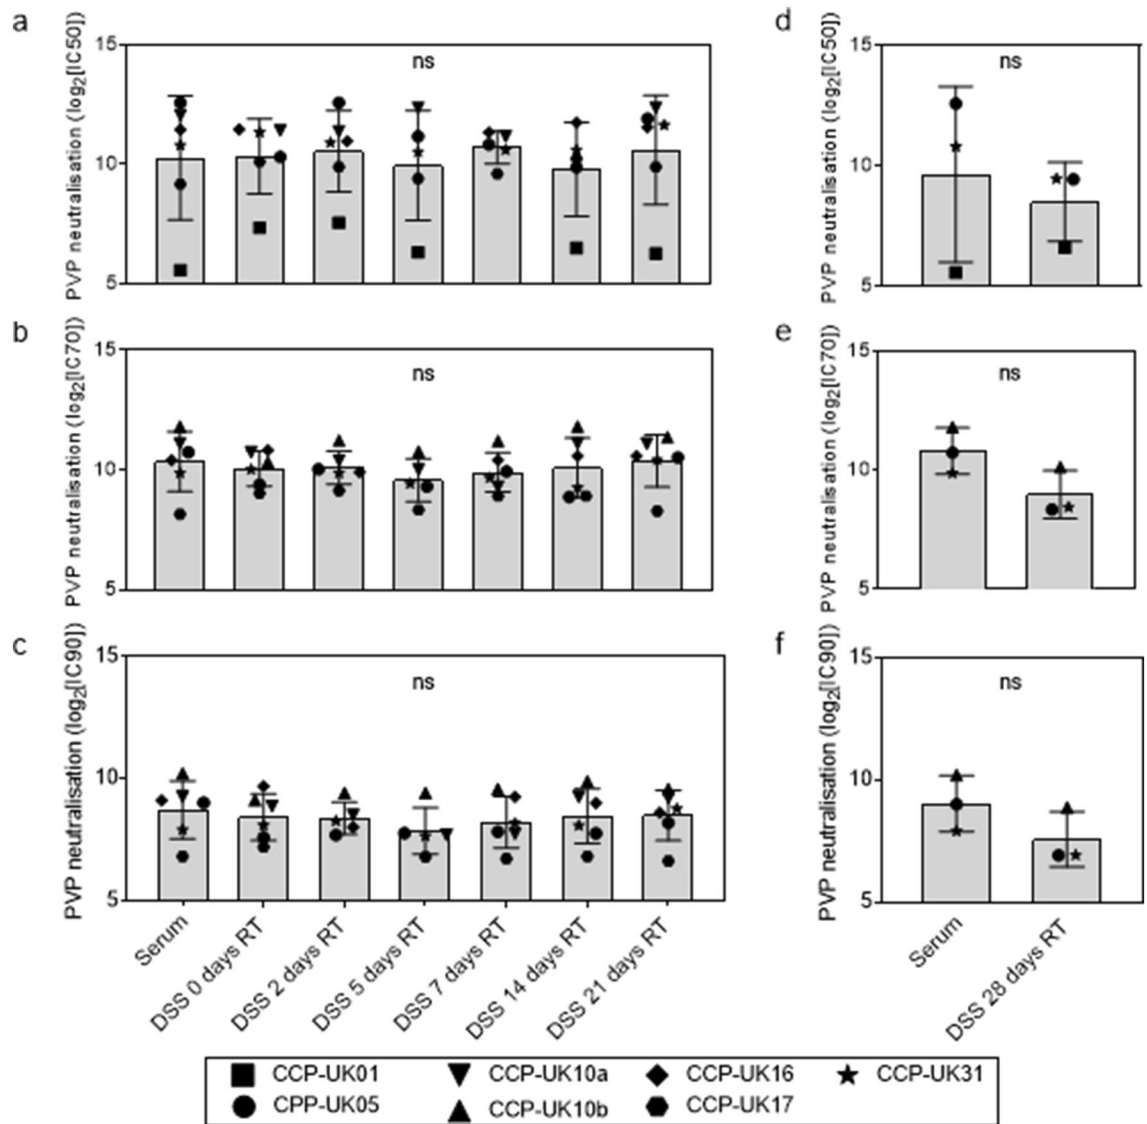 a
PVP neutralisation (log2[IC50])
15
10
5
ns
d
PVP neutralisation (log2[IC50])
15
10
5
ns
b
PVP neutralisation (log2[IC70])
15
10
5
ns
e
PVP neutralisation (log2[IC70])
15
10
5
ns
c
PVP neutralisation (log2[IC90])
15
10
5
ns
Serum
DSS 0 days RT
DSS 2 days RT
DSS 5 days RT
DSS 7 days RT
DSS 14 days RT
DSS 21 days RT
f
PVP neutralisation (log2[IC90])
15
10
5
ns
Serum
DSS 28 days RT
CCP-UK01 CCP-UK10a CCP-UK16 CCP-UK31
CPP-UK05 CCP-UK10b CCP-UK17